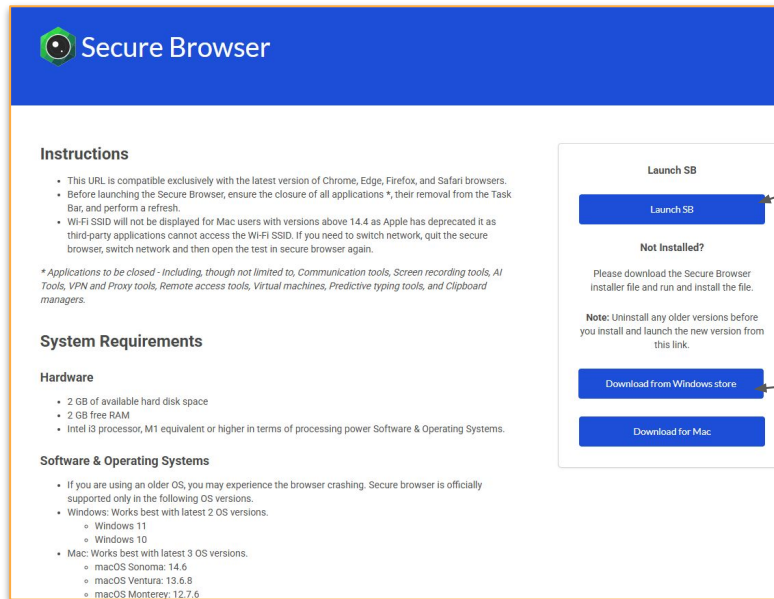 Secure Browser
Instructions
This URL is compatible exclusively with the latest version of Chrome, Edge, Firefox, and Safari browsers.
Before launching the Secure Browser, ensure the closure of all applications *, their removal from the Task
Bar, and perform a refresh.
Wi-Fi SSID will not be displayed for Mac users with versions above 14.4 as Apple has deprecated it as
third-party applications cannot access the Wi-Fi SSID. If you need to switch network, quit the secure
browser, switch network and then open the test in secure browser again.
* Applications to be closed - Including, though not limited to, Communication tools, Screen recording tools, AI
Tools, VPN and Proxy tools, Remote access tools, Virtual machines, Predictive typing tools, and Clipboard
managers.
System Requirements
Hardware
2 GB of available hard disk space
2 GB free RAM
Intel i3 processor, M1 equivalent or higher in terms of processing power Software & Operating Systems.
Software & Operating Systems
If you are using an older OS, you may experience the browser crashing. Secure browser is officially
supported only in the following OS versions.
Windows: Works best with latest 2 OS versions.
Windows 11
Windows 10
Mac: Works best with latest 3 OS versions.
macOS Sonoma: 14.6
macOS Ventura: 13.6.8
macOS Monterey: 12.7.6
Launch SB
Launch SB
Not Installed?
Please download the Secure Browser
installer file and run and install the file.
Note: Uninstall any older versions before
you install and launch the new version from
this link.
Download from Windows store
Download for Mac